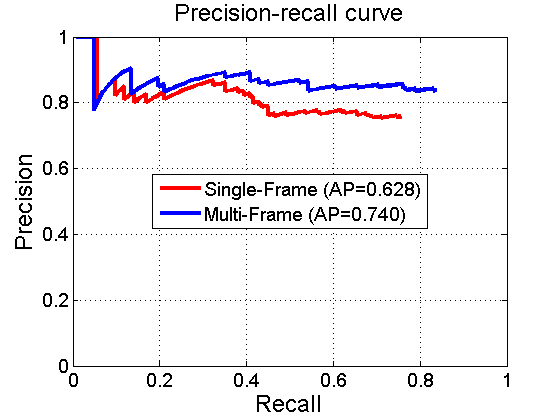 Precision-recall curve
1
0.8
0.6
0.4
0.2
0
Precision
Single-Frame (AP=0.628)
Multi-Frame (AP=0.740)
0 0.2 0.4 0.6 0.8 1
Recall